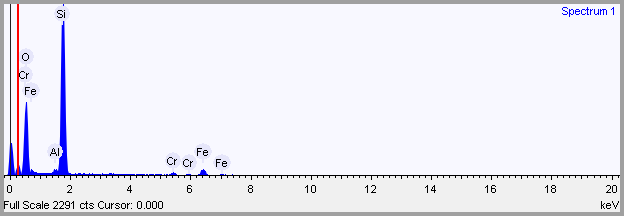 Spectrum 1
Si
O
Cr
Fe
Al
Cr
Cr
Fe
Fe
0 2 4 6 8 10 12 14 16 18 20
Full Scale 2291 cts Cursor: 0.000 keV